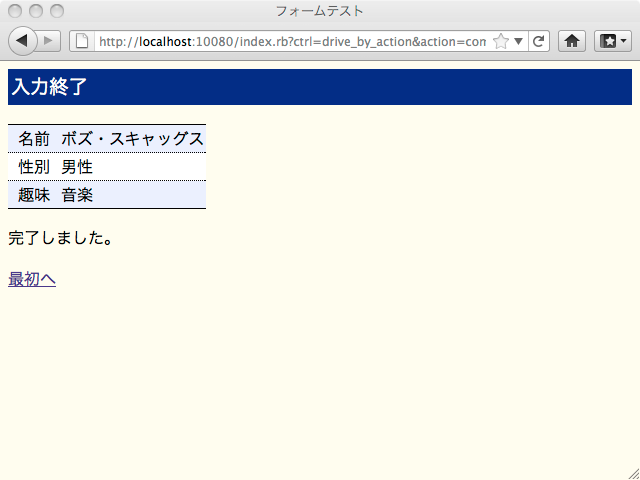 フォームテスト
http://localhost:10080/index.rb?ctrl=drive_by_action&action=com
入力終了
名前 ボズ・スキャッグス
性別 男性
趣味 音楽
完了しました。
最初へ